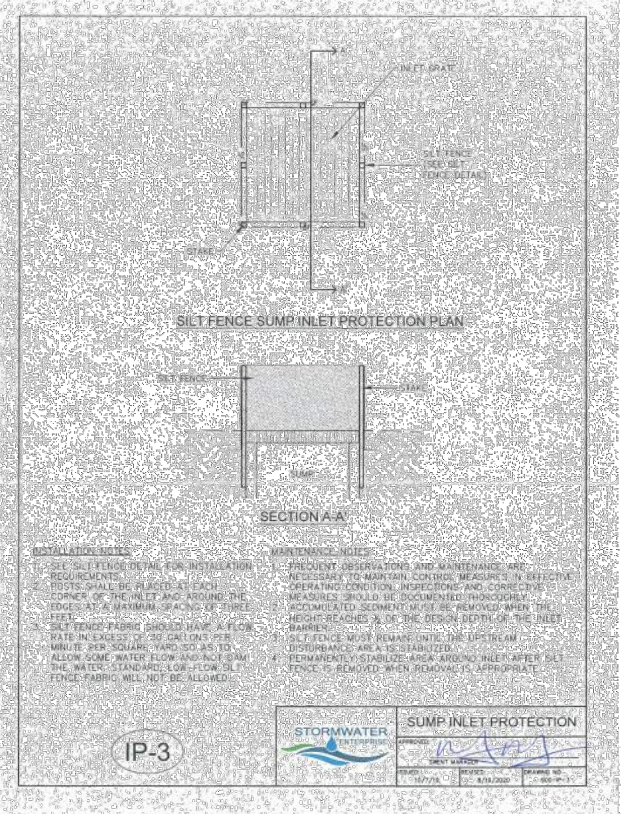 A
INLET GRATE
SILT FENCE
(SEE SILT
FENCE DETAIL)
STAKE
A'
SILT FENCE SUMP INLET PROTECTION PLAN
SILT FENCE
STAKE
SUMP
SECTION A-A'
INSTALLATION NOTES
1. SEE SILT FENCE DETAIL FOR INSTALLATION
REQUIREMENTS.
2. POSTS SHALL BE PLACED AT EACH
CORNER OF THE INLET AND AROUND THE
EDGES AT A MAXIMUM SPACING OF THREE
FEET.
3. SILT FENCE FABRIC SHOULD HAVE A FLOW
RATE IN EXCESS OF 30 GALLONS PER
MINUTE PER SQUARE YARD SO AS TO
ALLOW SOME WATER FLOW AND NOT DAM
THE WATER. STANDARD LOW-FLOW SILT
FENCE FABRIC WILL NOT BE ALLOWED.
MAINTENANCE NOTES
1. FREQUENT OBSERVATIONS AND MAINTENANCE ARE
NECESSARY TO MAINTAIN CONTROL MEASURES IN EFFECTIVE
OPERATING CONDITION. INSPECTIONS AND CORRECTIVE
MEASURES SHOULD BE DOCUMENTED THOROUGHLY.
2. ACCUMULATED SEDIMENT MUST BE REMOVED WHEN THE
HEIGHT REACHES OF THE DESIGN DEPTH OF THE INLET
BARRIER.
3. SILT FENCE MUST REMAIN UNTIL THE UPSTREAM
DISTURBANCE AREA IS STABILIZED.
4. PERMANENTLY STABILIZE AREA AROUND INLET AFTER SILT
FENCE IS REMOVED WHEN REMOVAL IS APPROPRIATE.
IP-3
STORMWATER
ENTERPRISE
SUMP INLET PROTECTION
APPROVED:
SWENT MANAGER
ISSUED:
10/7/19
REVISED:
8/19/2020
DRAWING NO.